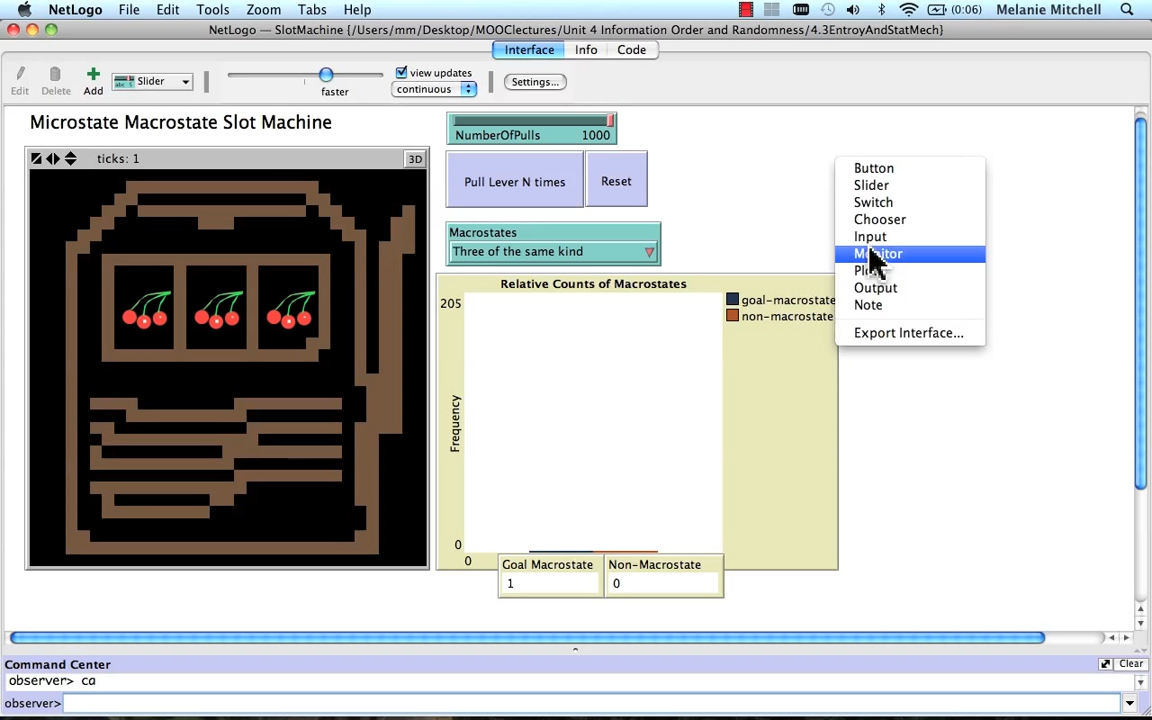 NetLogo File Edit Tools Zoom Tabs Help (0:06) Melanie Mitchell
NetLogo — SlotMachine {/Users/mm/Desktop/MOOClectures/Unit 4 Information Order and Randomness/4.3EntroyAndStatMech}
Interface Info Code
Edit Delete Add Slider faster view updates continuous Settings...
Microstate Macrostate Slot Machine
ticks: 1 3D
NumberOfPulls 1000
Pull Lever N times Reset
Macrostates
Three of the same kind
Relative Counts of Macrostates
205
Frequency
0
0
goal-macrostate
non-macrostate
Goal Macrostate
1
Non-Macrostate
0
Button
Slider
Switch
Chooser
Input
Output
Note
Export Interface...
Command Center Clear
observer> ca
observer>